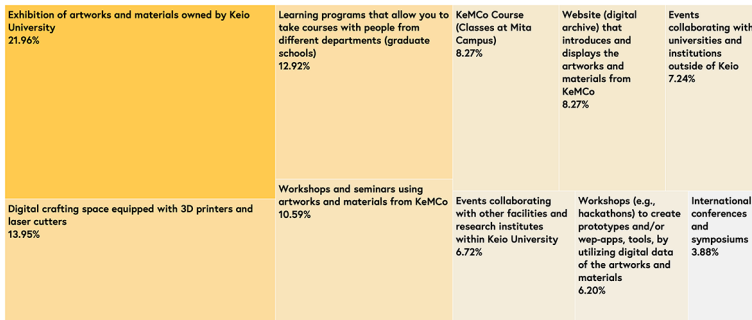 Exhibition of artworks and materials owned by Keio
University
21.96%
Digital crafting space equipped with 3D printers and
laser cutters
13.95%
Learning programs that allow you to
take courses with people from
different departments (graduate
schools)
12.92%
Workshops and seminars using
artworks and materials from KeMCo
10.59%
KeMCo Course
(Classes at Mita
Campus)
8.27%
Website (digital
archive) that
introduces and
displays the
artworks and
materials from
KeMCo
8.27%
Events
collaborating with
universities and
institutions
outside of Keio
7.24%
Events collaborating
with other facilities and
research institutes
within Keio University
6.72%
Workshops (e.g.,
hackathons) to create
prototypes and/or
wep-apps, tools, by
utilizing digital data
of the artworks and
materials
6.20%
International
conferences
and
symposiums
3.88%